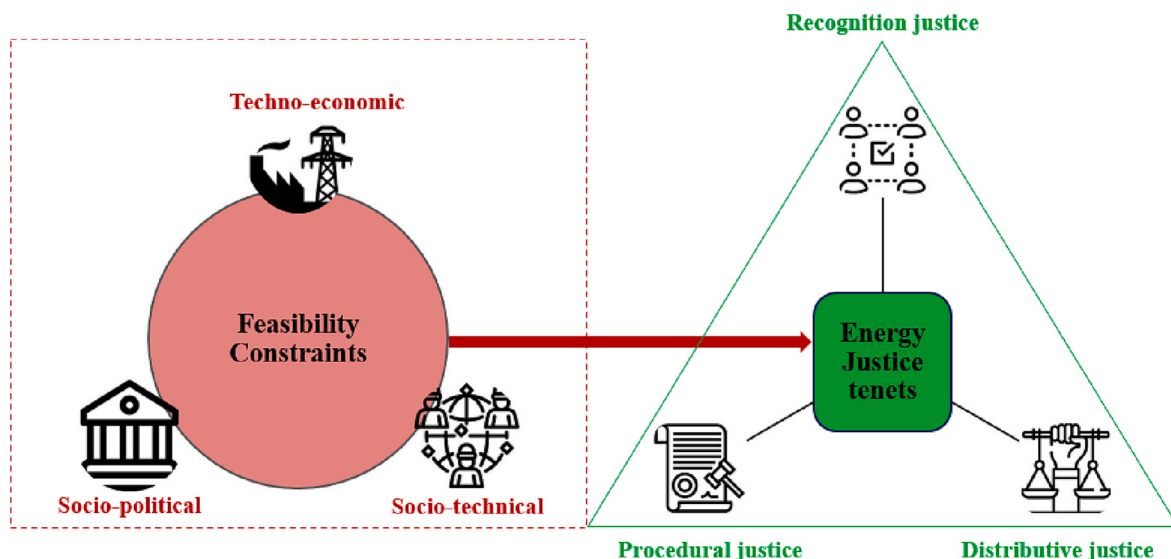 Recognition justice
Techno-economic
Feasibility
Constraints
Energy
Justice
tenets
Socio-political
Socio-technical
Procedural justice
Distributive justice